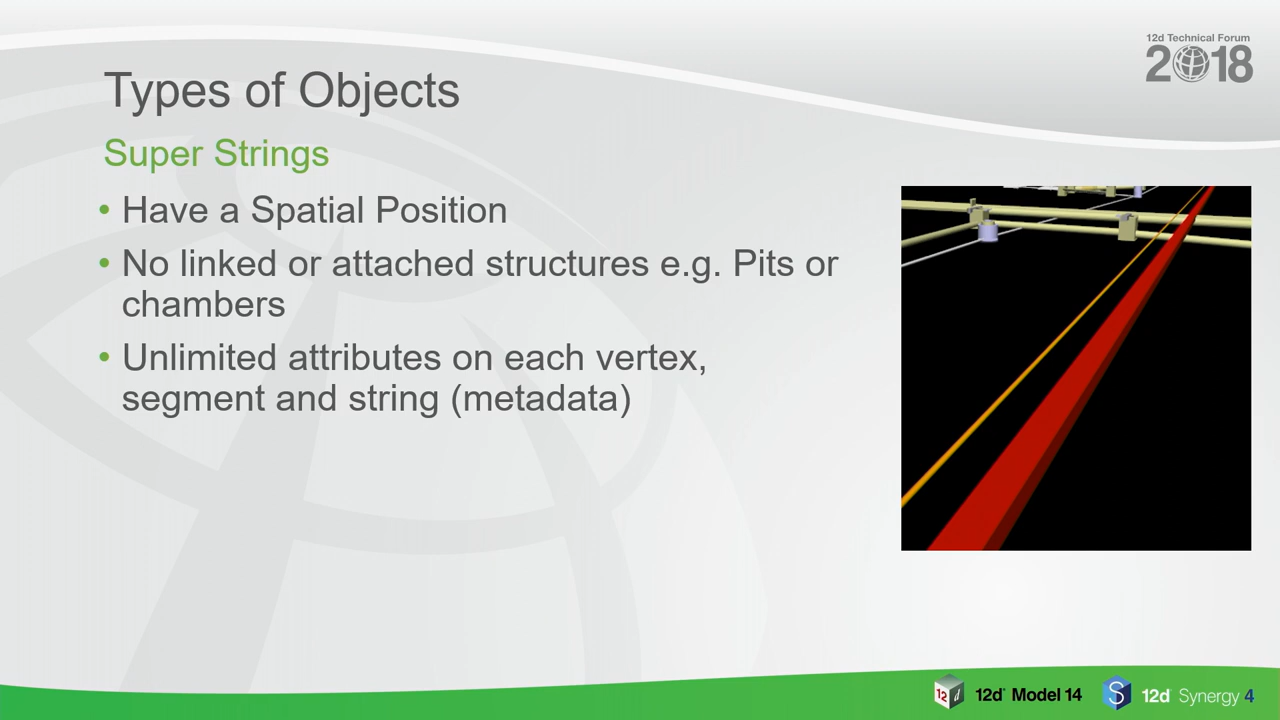 12d Technical Forum
2018
Types of Objects
Super Strings
• Have a Spatial Position
• No linked or attached structures e.g. Pits or
chambers
• Unlimited attributes on each vertex,
segment and string (metadata)
12 d 12d Model 14 S 12d Synergy 4